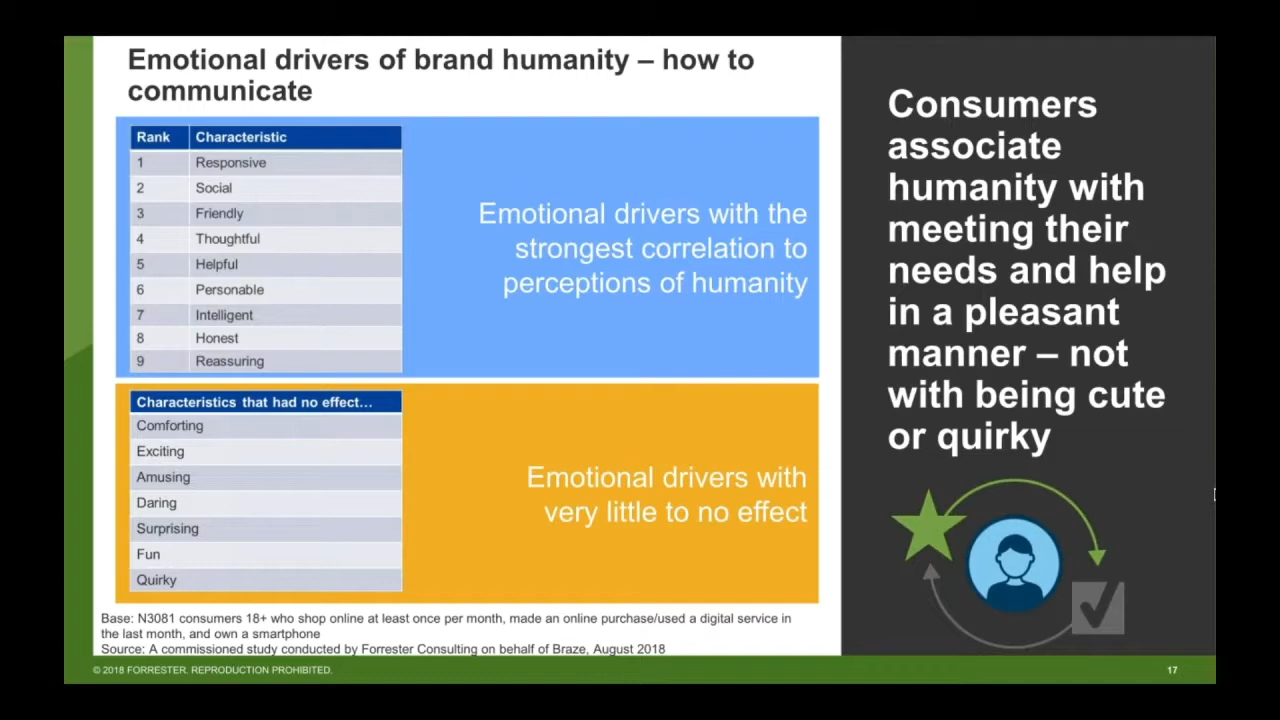 Emotional drivers of brand humanity – how to
communicate
Rank Characteristic
1 Responsive
2 Social
3 Friendly
4 Thoughtful
5 Helpful
6 Personable
7 Intelligent
8 Honest
9 Reassuring
Emotional drivers with the
strongest correlation to
perceptions of humanity
Characteristics that had no effect...
Comforting
Exciting
Amusing
Daring
Surprising
Fun
Quirky
Emotional drivers with
very little to no effect
Base: N3081 consumers 18+ who shop online at least once per month, made an online purchase/used a digital service in
the last month, and own a smartphone
Source: A commissioned study conducted by Forrester Consulting on behalf of Braze, August 2018
Consumers
associate
humanity with
meeting their
needs and help
in a pleasant
manner – not
with being cute
or quirky
© 2018 FORRESTER. REPRODUCTION PROHIBITED.
17